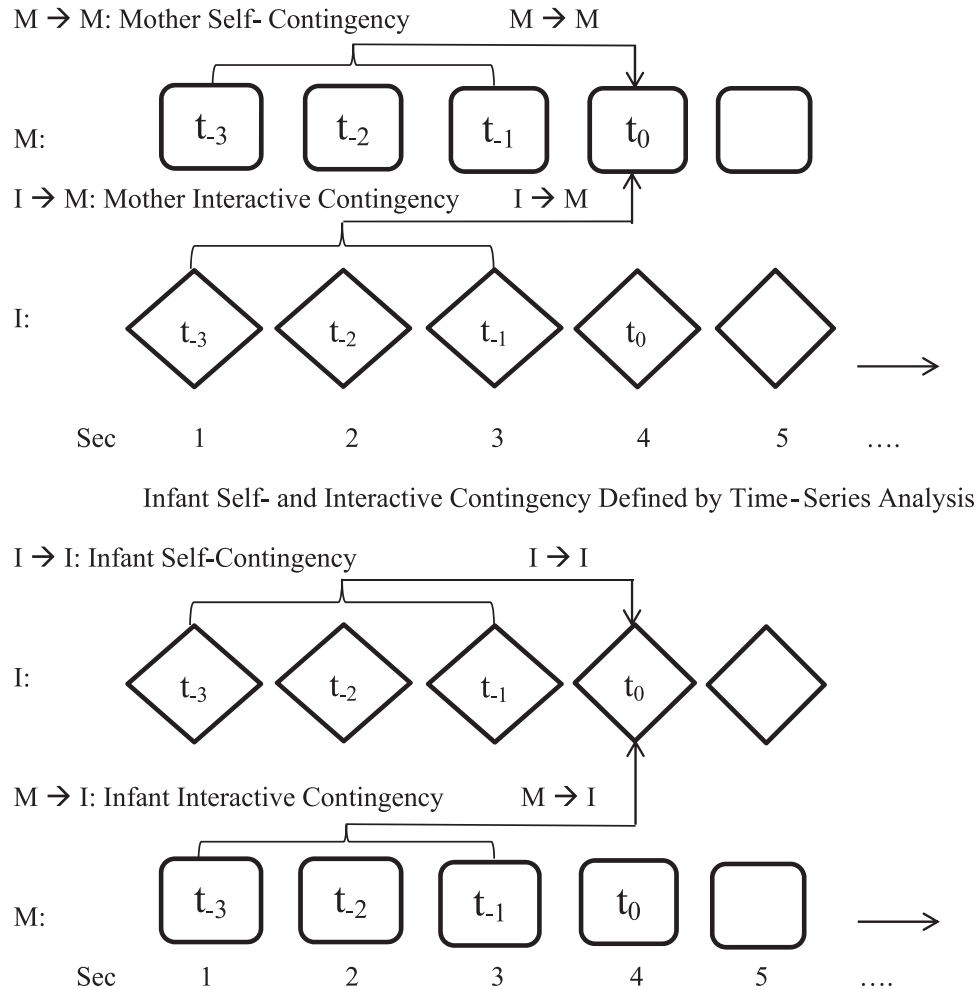 M → M: Mother Self- Contingency M → M
M: t-3 t-2 t-1 t0
I → M: Mother Interactive Contingency I → M
I: t-3 t-2 t-1 t0
Sec 1 2 3 4 5 ....
Infant Self- and Interactive Contingency Defined by Time-Series Analysis
I → I: Infant Self-Contingency I → I
I: t-3 t-2 t-1 t0
M → I: Infant Interactive Contingency M → I
M: t-3 t-2 t-1 t0
Sec 1 2 3 4 5 ....